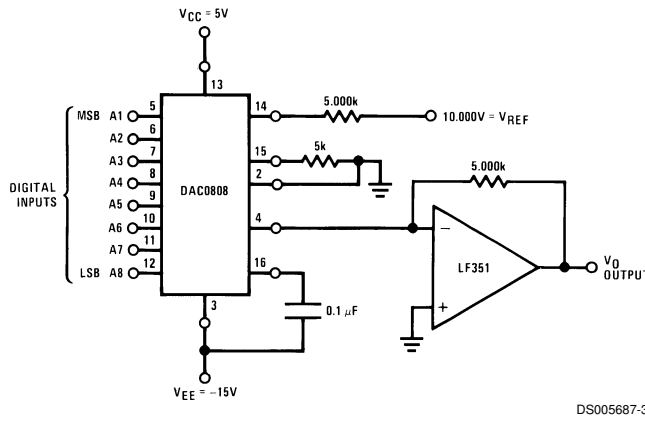 VCC = 5V
13
MSB A1 5
A2 6
A3 7
A4 8
A5 9
A6 10
A7 11
LSB A8 12
DIGITAL
INPUTS
DAC0808
14 5.000k 10.000V = VREF
15 5k
2
4
16
0.1 μF
3
VEE = −15V
5.000k
−
+
LF351
VO
OUTPUT
DS005687-3